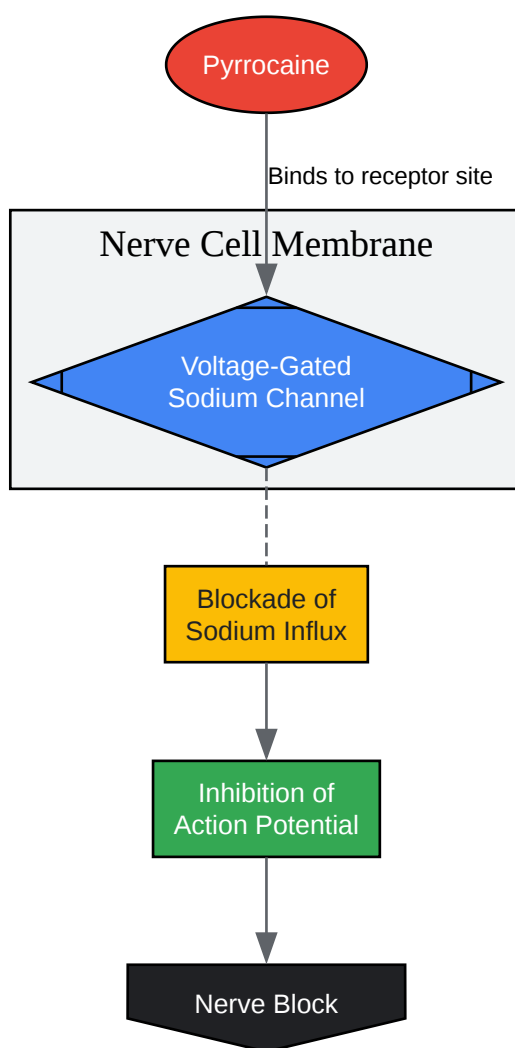 Pyrrocaine
Binds to receptor site
Nerve Cell Membrane
Voltage-Gated
Sodium Channel
Blockade of
Sodium Influx
Inhibition of
Action Potential
Nerve Block